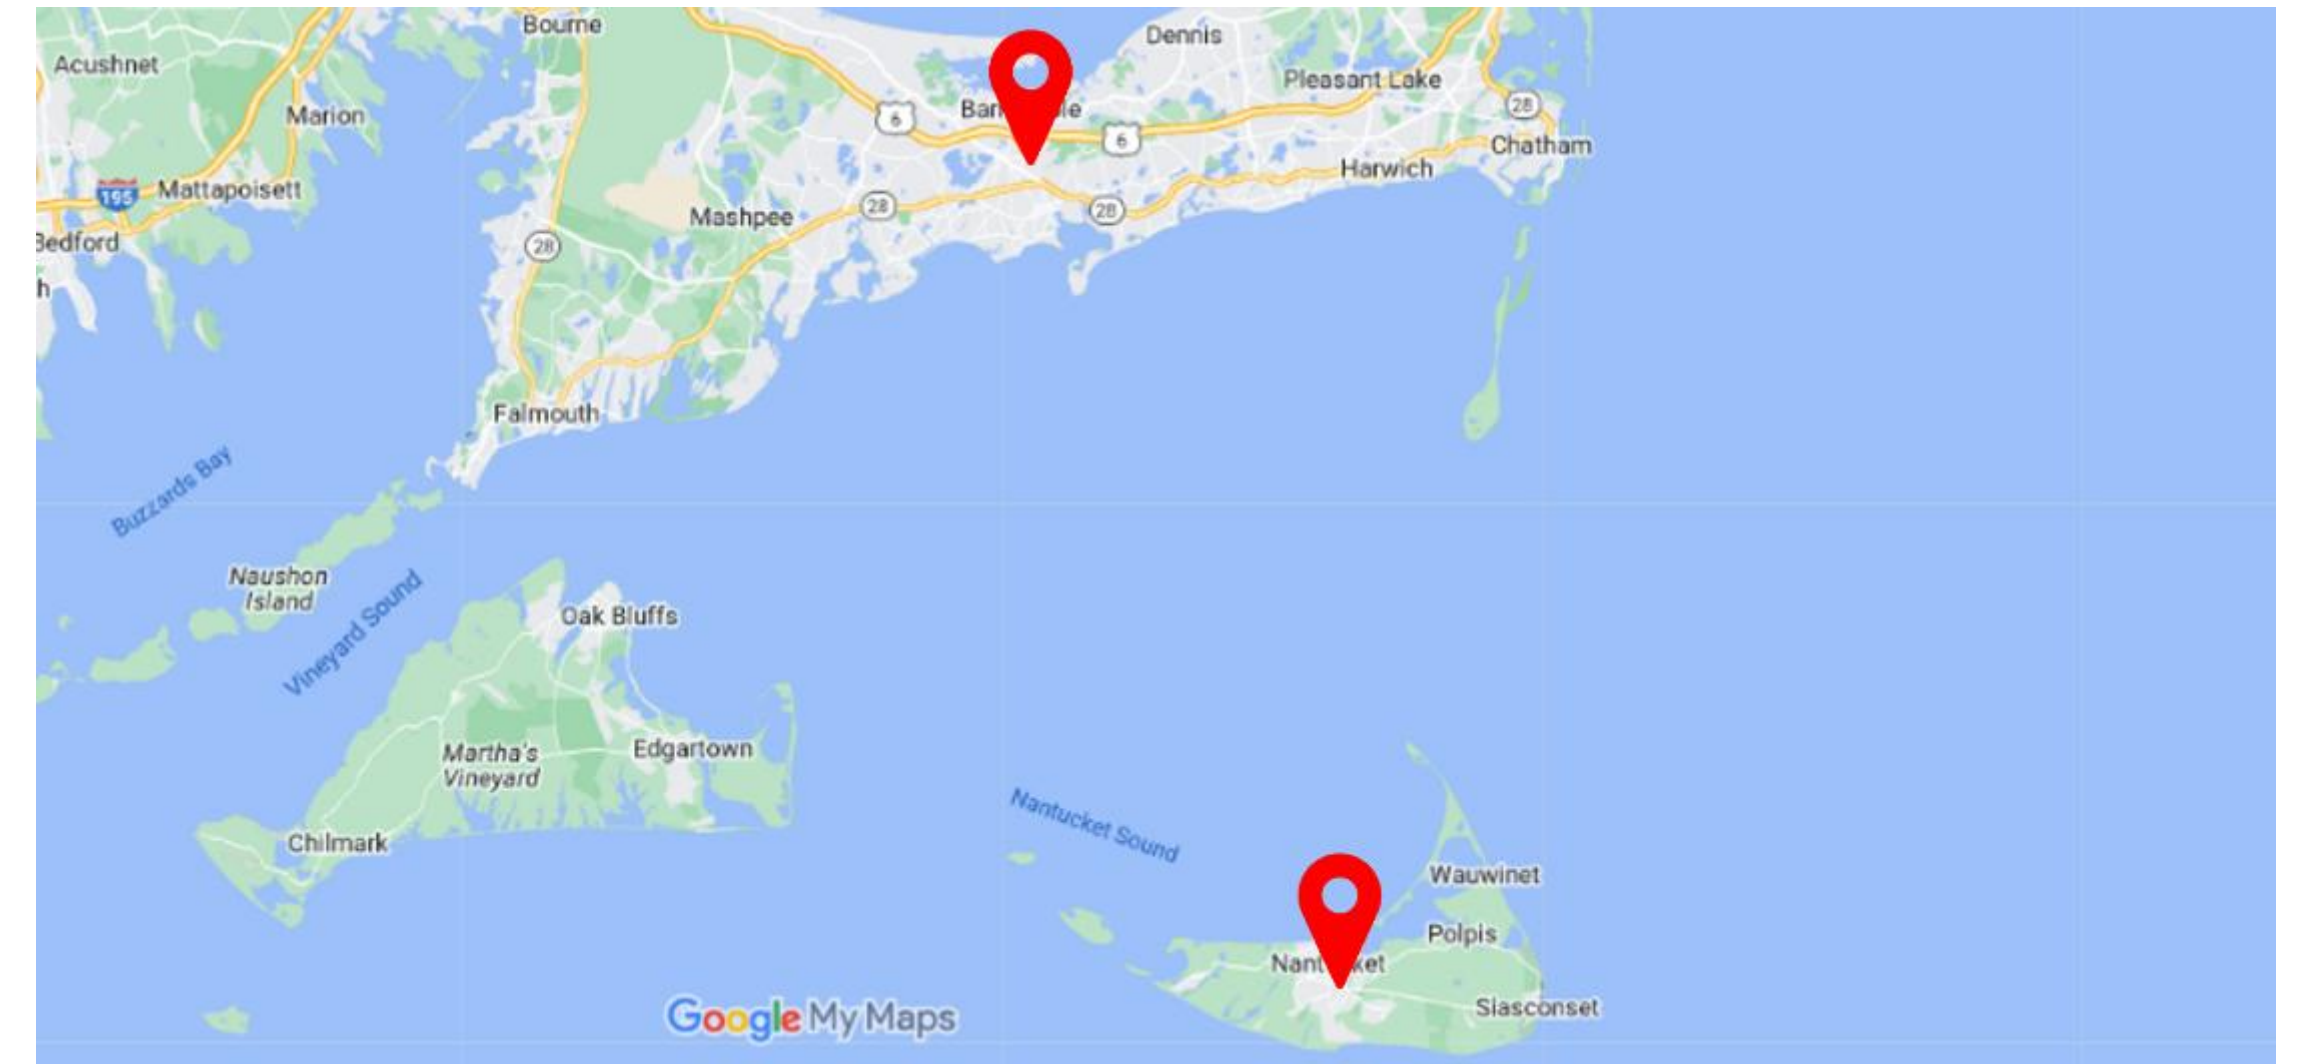 Bourne
Dennis
Acushnet
Pleasant Lake
Marion
6
28
6
Chatham
Harwich
195
Mattapoisett
28
28
Mashpee
Bedford
28
h
Falmouth
Buzzards Bay
Naushon
Island
Vineyard Sound
Oak Bluffs
Martha's
Vineyard
Edgartown
Nantucket Sound
Chilmark
Wauwinet
Polpis
Siasconset
Google My Maps